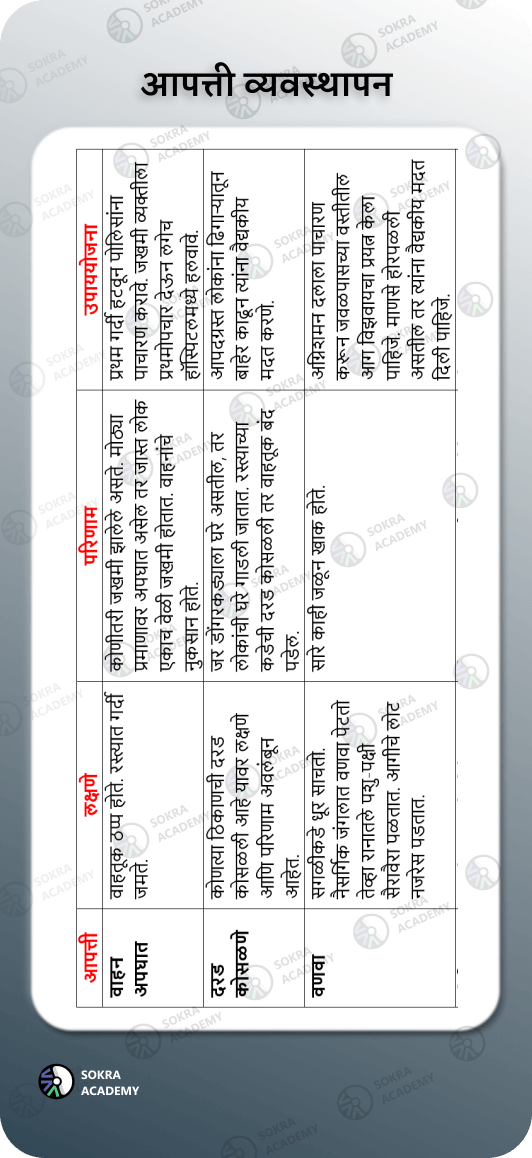 आपत्ती व्यवस्थापन
आपत्ती
लक्षणे
परिणाम
उपाययोजना
वाहन
अपघात
वाहतूक ठप्प होते. रस्त्यात गर्दी
जमते.
कोणीतरी जखमी झालेले असते. मोठ्या
प्रमाणावर अपघात असेल तर जास्त लोक
एकाच वेळी जखमी होतात. वाहनांचे
नुकसान होते.
प्रथम गर्दी हटवून पोलिसांना
पाचारण करावे. जखमी व्यक्तीला
प्रथमोपचार देऊन लगेच
हॉस्पिटलमध्ये हलवावे.
दरड
कोसळणे
कोणत्या ठिकाणची दरड
कोसळली आहे यावर लक्षणे
आणि परिणाम अवलंबून
आहेत.
जर डोंगरकड्याला घरे असतील, तर
लोकांची घरे गाडली जातात. रस्त्याच्या
कडेची दरड कोसळली तर वाहतूक बंद
पडेल.
आपदग्रस्त लोकांना ढिगाऱ्यातून
बाहेर काढून त्यांना वैद्यकीय
मदत करणे.
वणवा
सगळीकडे धूर साचतो.
नैसर्गिक जंगलात वणवा पेटतो
तेव्हा रानातले पशु-पक्षी
सैरावैरा पळतात. आगीचे लोट
नजरेस पडतात.
सारे काही जळून खाक होते.
अग्निशमन दलाला पाचारण
करून जवळपासच्या वस्तीतील
आग विझवायचा प्रयत्न केला
पाहिजे. माणसे होरपळली
असतील तर त्यांना वैद्यकीय मदत
दिली पाहिजे.
SOKRA
ACADEMY